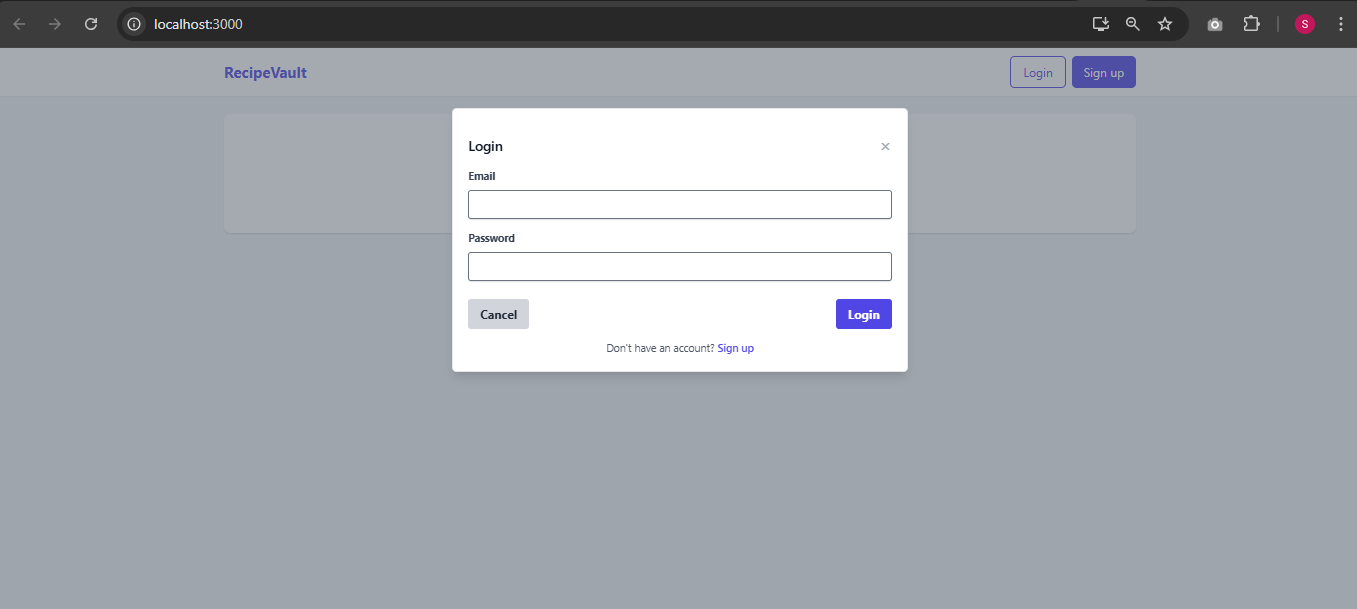 localhost:3000
S
RecipeVault
Login
Sign up
Login
×
Email
Password
Cancel
Login
Don't have an account? Sign up